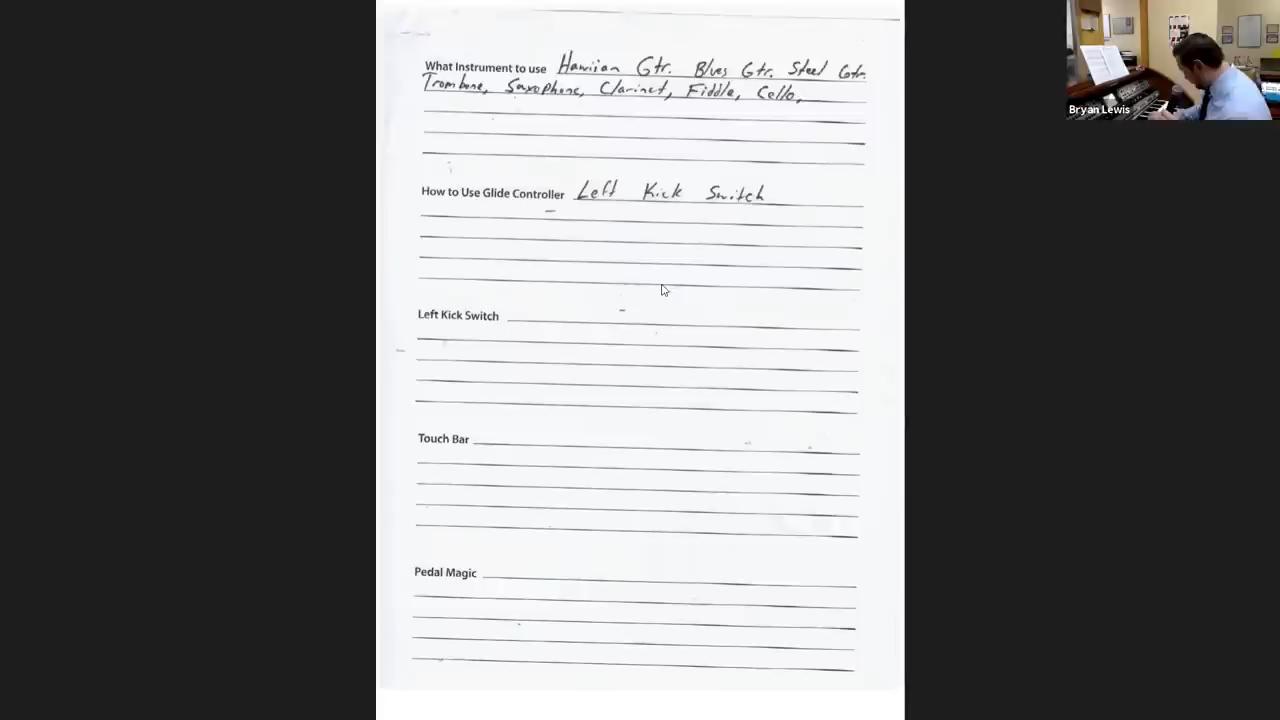 What Instrument to use Hawiian Gtr. Blues Gtr. Steel Gtr.
Trombone, Saxophone, Clarinet, Fiddle, Cello,
How to Use Glide Controller Left Kick Switch
Left Kick Switch
Touch Bar
Pedal Magic
Bryan Lewis